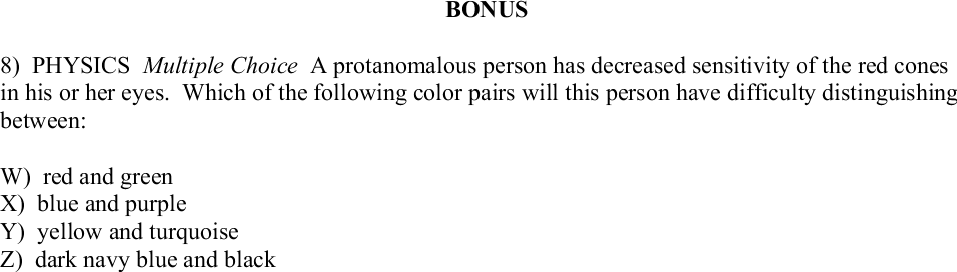 BONUS
8) PHYSICS Multiple Choice A protanomalous person has decreased sensitivity of the red cones
in his or her eyes. Which of the following color pairs will this person have difficulty distinguishing
between:
W) red and green
X) blue and purple
Y) yellow and turquoise
Z) dark navy blue and black